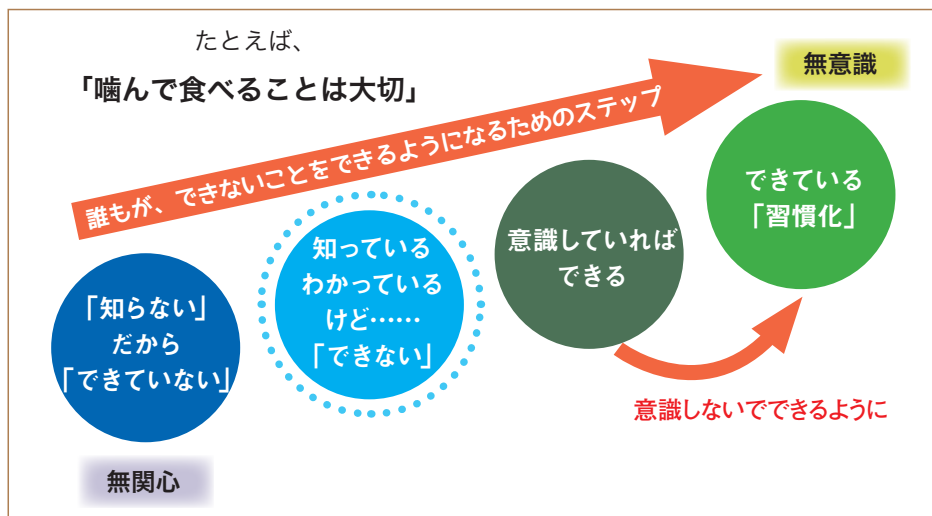 たとえば、
「噛んで食べることは大切」
誰もが、できないことをできるようになるためのステップ
無意識
「知らない」
だから
「できていない」
無関心
知っている
わかっている
けど……
「できない」
意識していれば
できる
できている
「習慣化」
意識しないでできるように